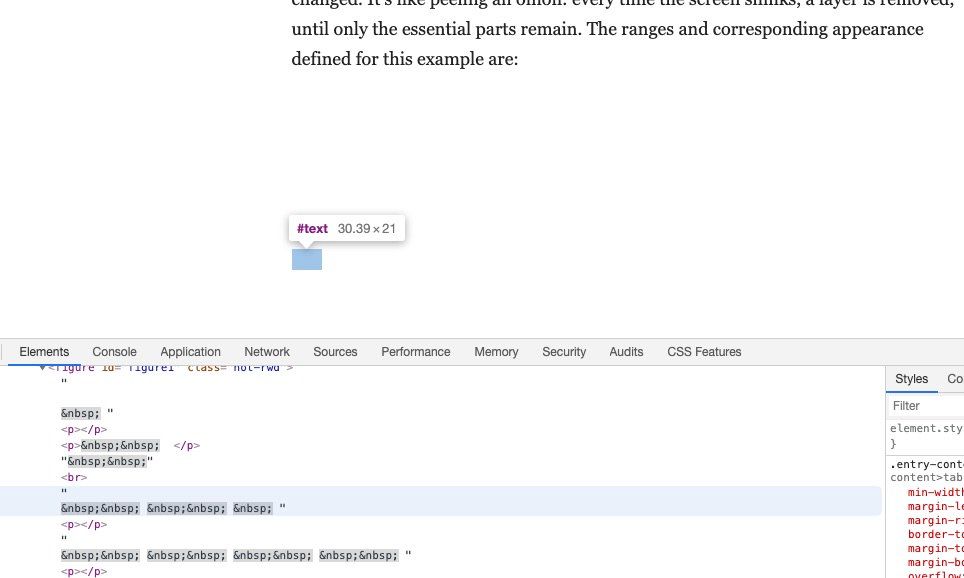 changed. It's like peeling an onion: every time the screen shinks, a layer is removed,
until only the essential parts remain. The ranges and corresponding appearance
defined for this example are:
#text 30.39×21
Elements Console Application Network Sources Performance Memory Security Audits CSS Features
▼<figure id="figure1" class="not-rwd">
"
&nbsp; "
<p></p>
<p>&nbsp;&nbsp; </p>
"&nbsp;&nbsp;"
<br>
"
&nbsp;&nbsp; &nbsp;&nbsp; &nbsp; "
<p></p>
"
&nbsp;&nbsp; &nbsp;&nbsp; &nbsp;&nbsp; &nbsp;&nbsp; "
<p></p>
Styles Co
Filter
element.sty
}
.entry-conte
content>tab
min-width
margin-le
margin-ri
border-to
margin-to
margin-bo
overflow: